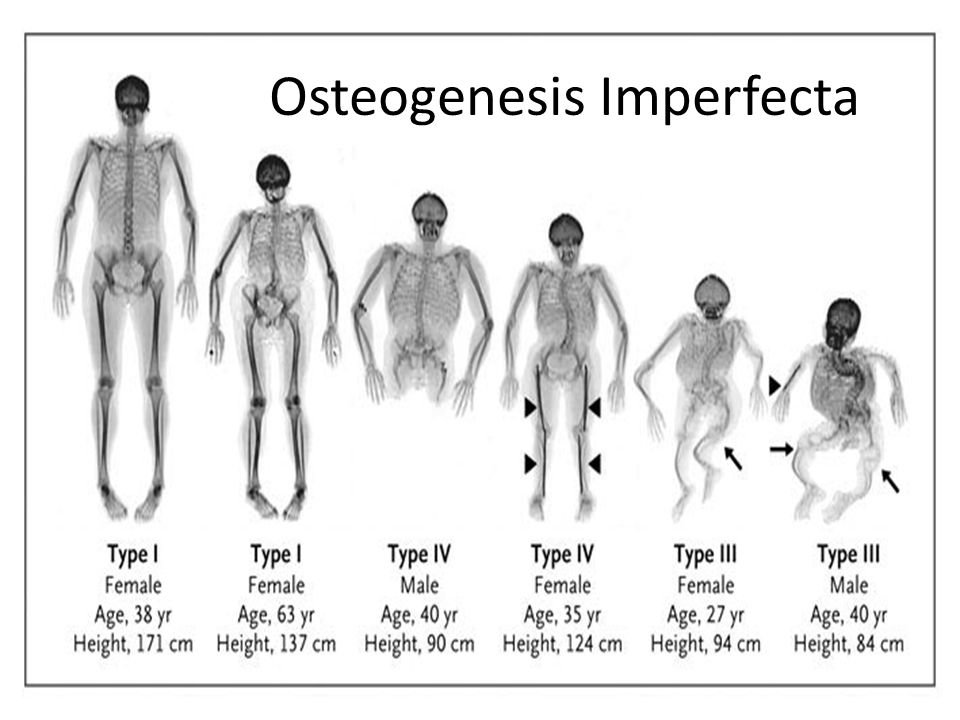 Osteogenesis Imperfecta
Type I
Female
Age, 38 yr
Height, 171 cm
Type I
Female
Age, 63 yr
Height, 137 cm
Type IV
Male
Age, 40 yr
Height, 90 cm
Type IV
Female
Age, 35 yr
Height, 124 cm
Type III
Female
Age, 27 yr
Height, 94 cm
Type III
Male
Age, 40 yr
Height, 84 cm